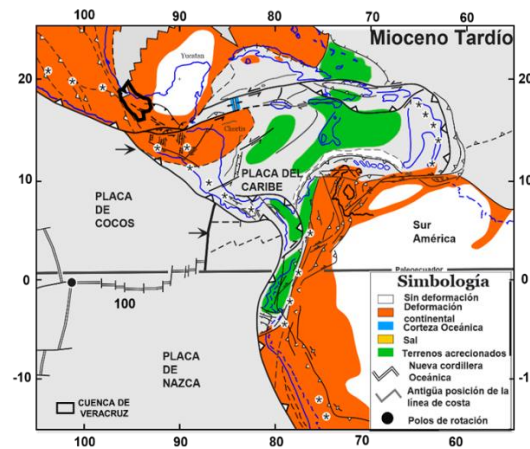 100 90 80 70 60
Mioceno Tardío
20
Yucatan
Chortis
10
PLACA DEL
CARIBE
PLACA
DE
COCOS
Sur
América
0
Paleoecuador
100
PLACA
DE
NAZCA
-10
Simbología
Sin deformación
Deformación
continental
Corteza Oceánica
Sal
Terrenos acrecionados
Nueva cordillera
Oceánica
Antigüa posición de la
línea de costa
Polos de rotación
CUENCA DE
VERACRUZ
20
10
0
-1
100 90 80 70 60